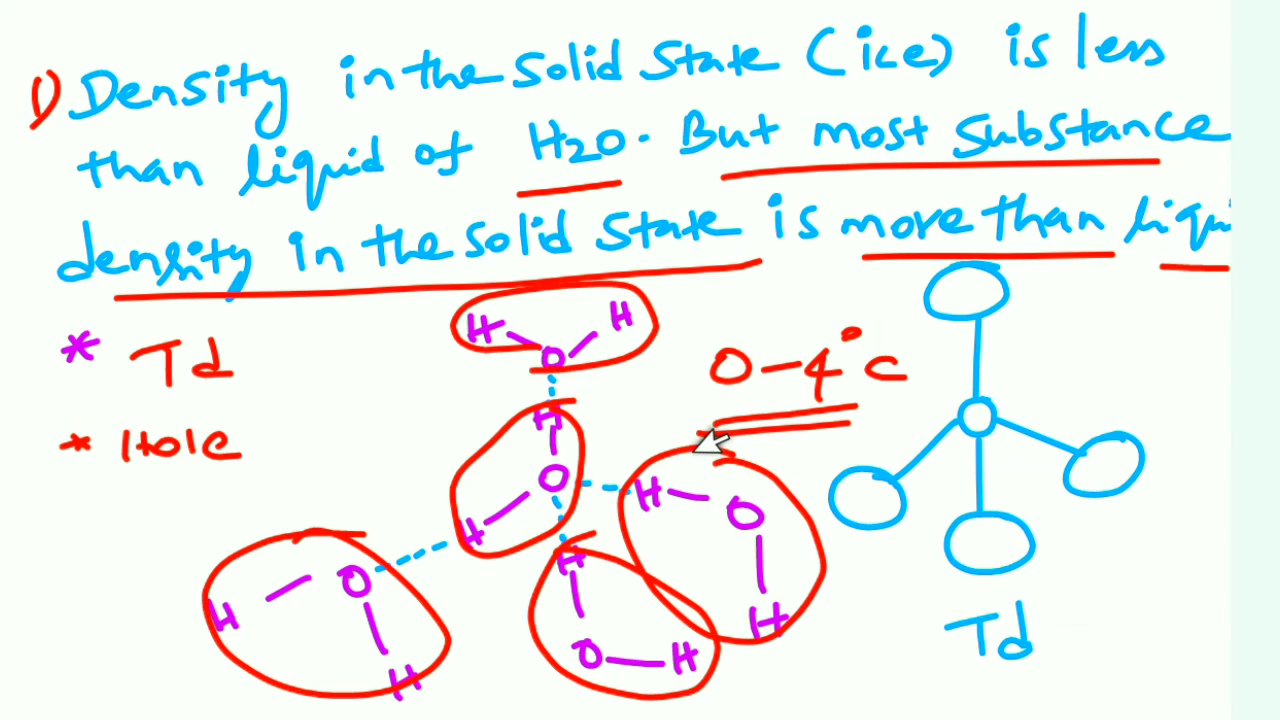 1) Density in the solid state (ice) is less
than liquid of H2O. But most substance
density in the solid state is more than liqui
* Td
* Hole
H H
O
H
O
H
H O
H
H
O H
H O
H
0-4°C
Td